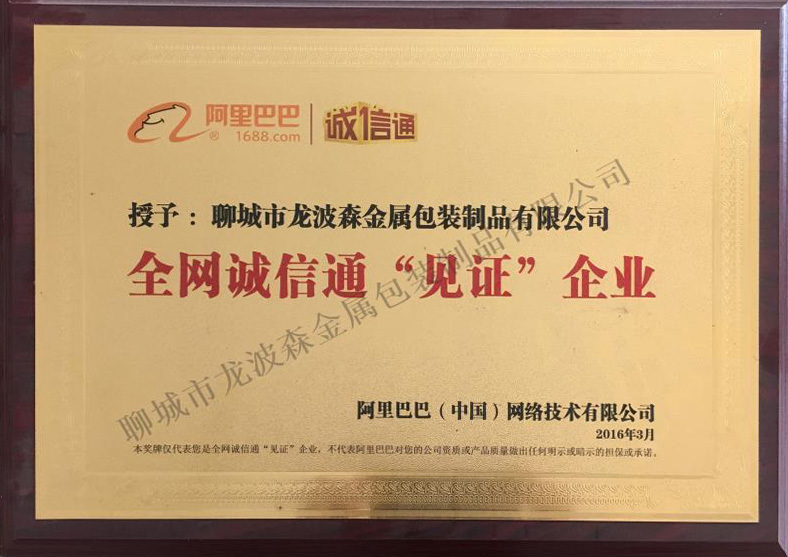 阿里巴巴 诚信通
® 1688.com
授予：聊城市龙波森金属包装制品有限公司
全网诚信通“见证”企业
聊城市龙波森金属包装制品有限公司
阿里巴巴（中国）网络技术有限公司
2016年3月
本奖牌仅代表您是全网诚信通“见证”企业，不代表阿里巴巴对您的公司资质或产品质量做出任何明示或暗示的担保或承诺。